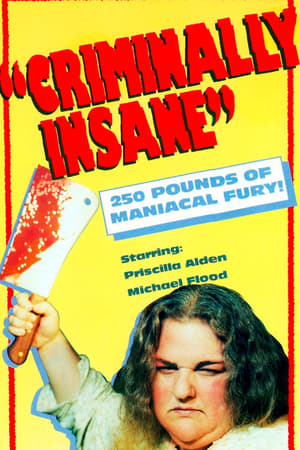 "CRIMINALLY
INSANE"
250 POUNDS OF
MANIACAL FURY!
Starring:
Priscilla Alden
Michael Flood